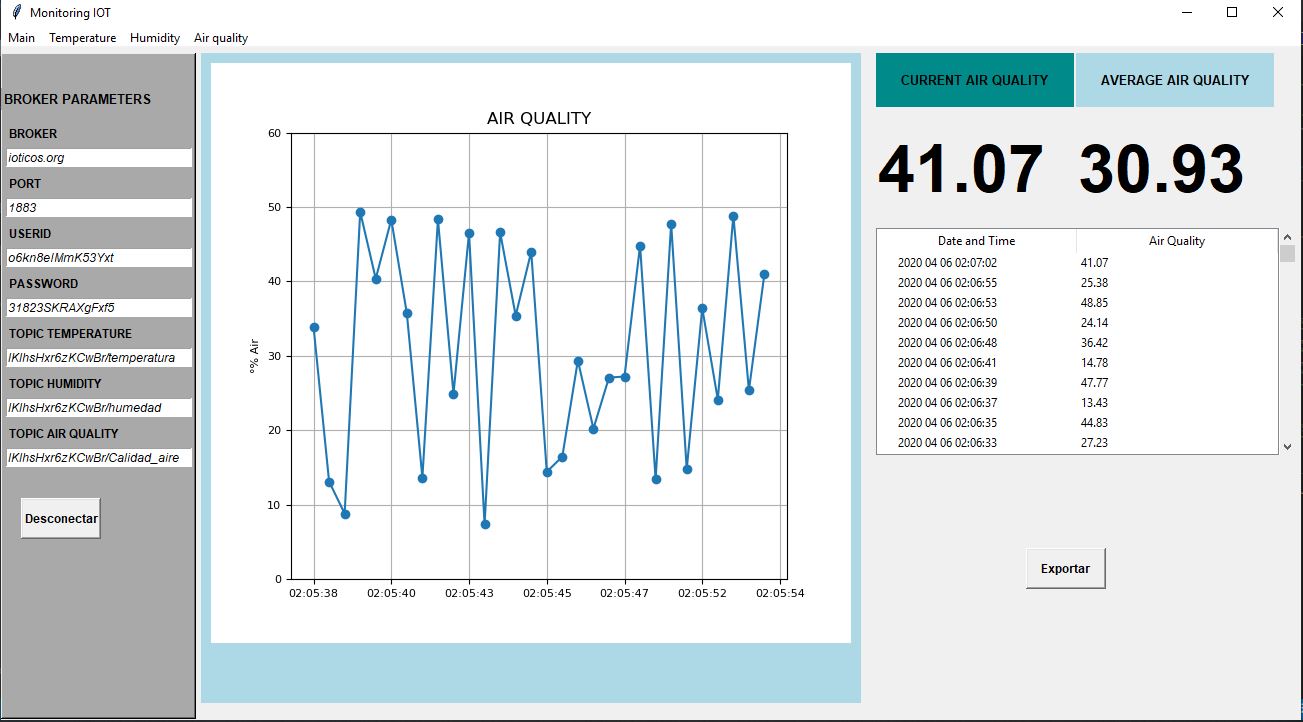 Monitoring IOT
Main Temperature Humidity Air quality
BROKER PARAMETERS
BROKER
ioticos.org
PORT
1883
USERID
o6kn8eIMmK53Yxt
PASSWORD
31823SKRAXgFxf5
TOPIC TEMPERATURE
lKlhsHxr6zKCwBr/temperatura
TOPIC HUMIDITY
lKlhsHxr6zKCwBr/humedad
TOPIC AIR QUALITY
lKlhsHxr6zKCwBr/Calidad_aire
Desconectar
AIR QUALITY
60
50
40
30
20
10
0
°% Air
02:05:38 02:05:40 02:05:43 02:05:45 02:05:47 02:05:52 02:05:54
CURRENT AIR QUALITY AVERAGE AIR QUALITY
41.07 30.93
Date and Time Air Quality
2020 04 06 02:07:02 41.07
2020 04 06 02:06:55 25.38
2020 04 06 02:06:53 48.85
2020 04 06 02:06:50 24.14
2020 04 06 02:06:48 36.42
2020 04 06 02:06:41 14.78
2020 04 06 02:06:39 47.77
2020 04 06 02:06:37 13.43
2020 04 06 02:06:35 44.83
2020 04 06 02:06:33 27.23
Exportar